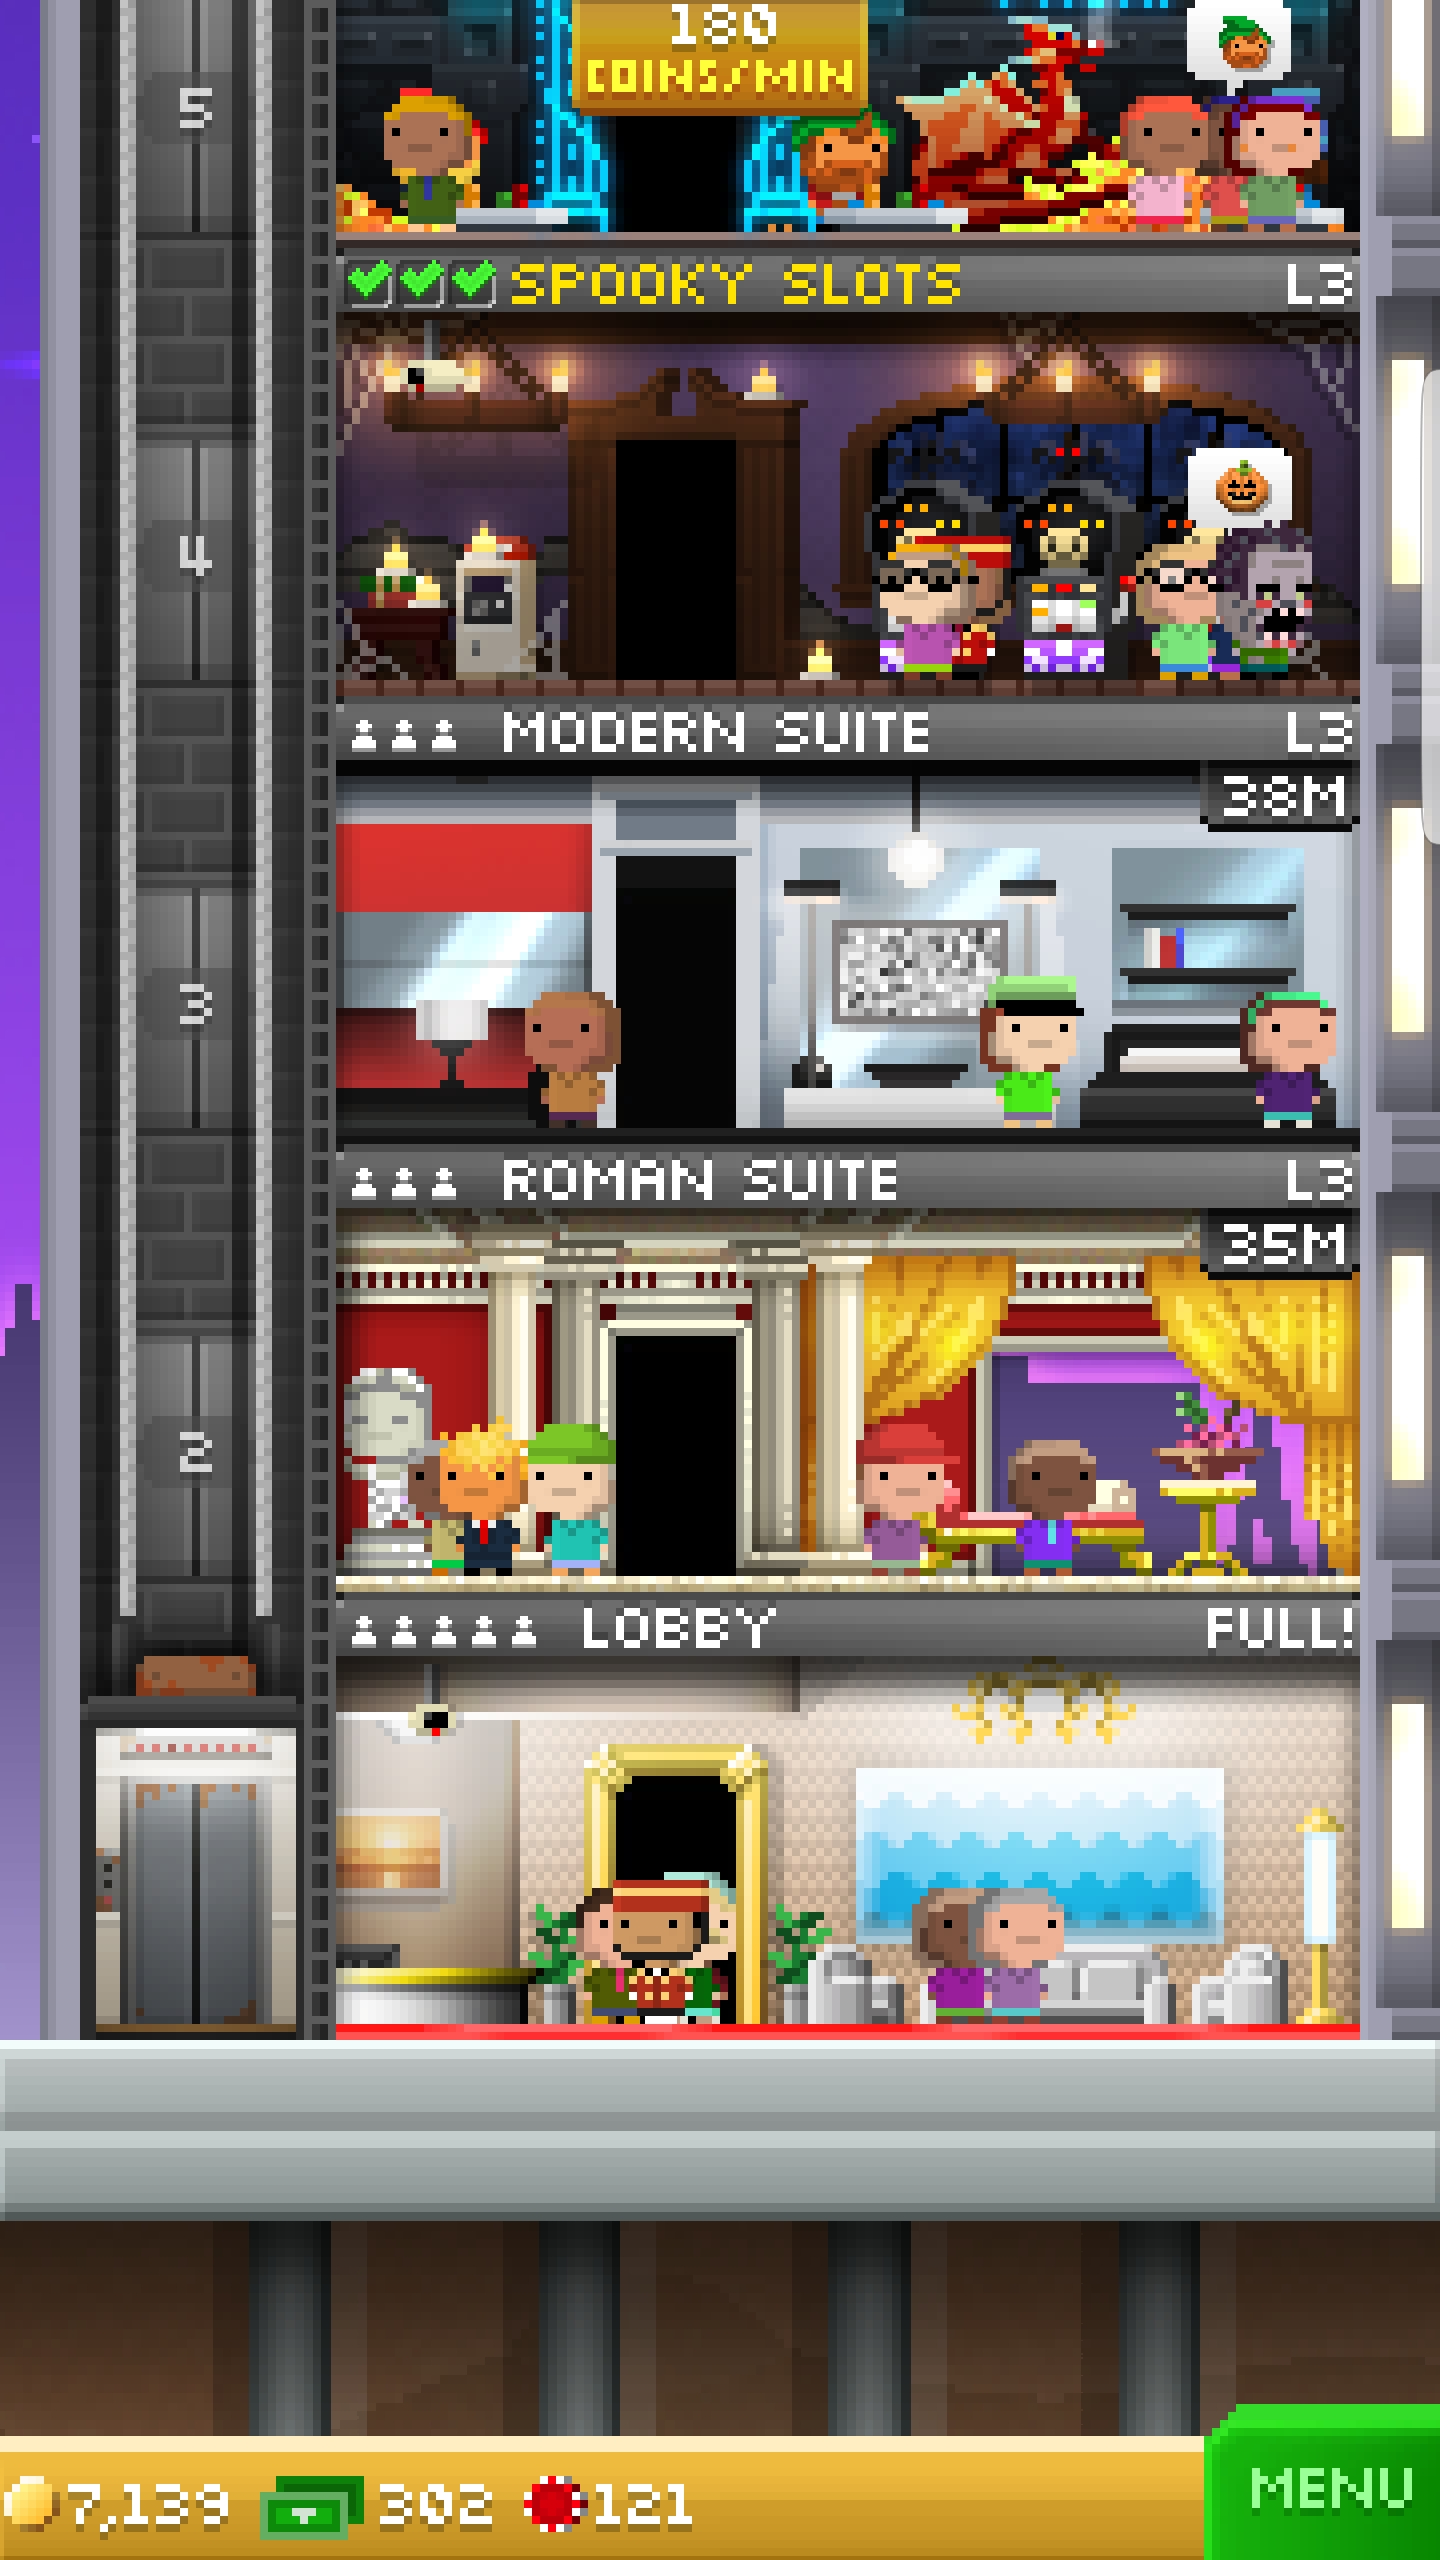 180
COINS/MIN
5
SPOOKY SLOTS L3
4
MODERN SUITE L3
38M
3
ROMAN SUITE L3
35M
2
LOBBY FULL!
7,139 302 121
MENU